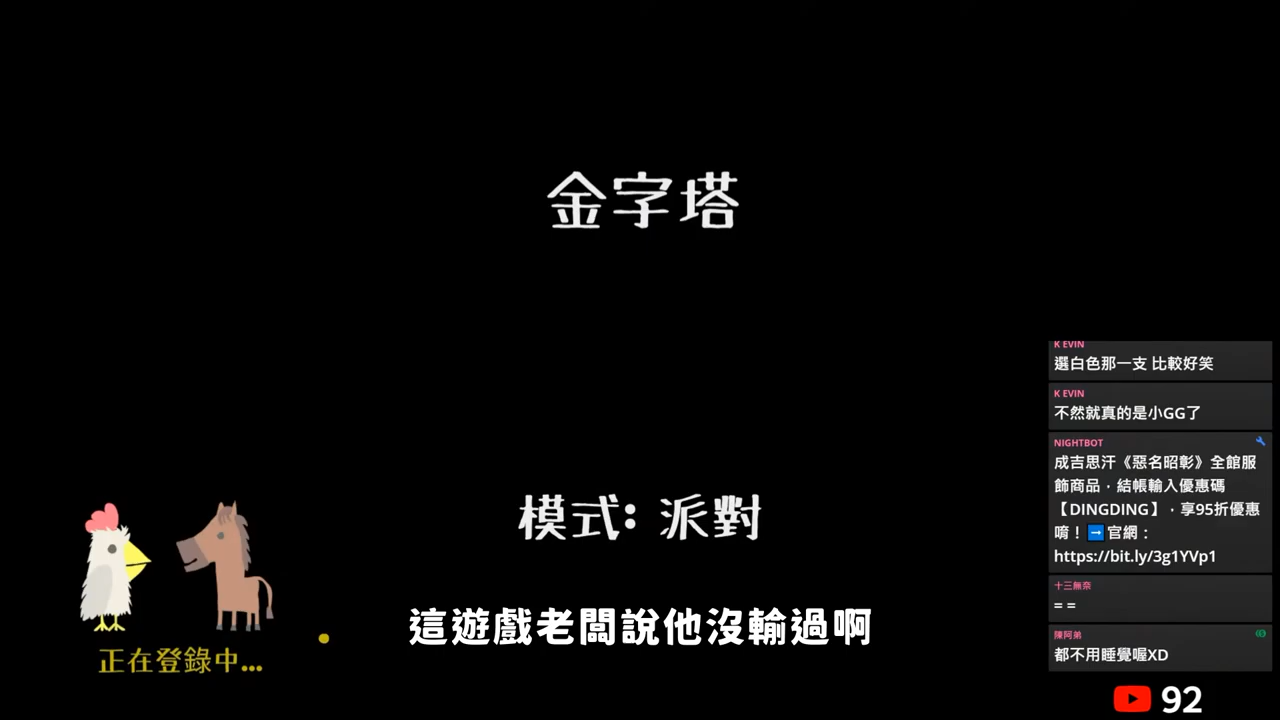 金字塔
模式: 派對
這遊戲老闆說他沒輸過啊
正在登錄中...
K EVIN
選白色那一支 比較好笑
K EVIN
不然就真的是小GG了
NIGHTBOT
成吉思汗《惡名昭彰》全館服
飾商品，結帳輸入優惠碼
【DINGDING】，享95折優惠
唷！➡官網：
https://bit.ly/3g1YVp1
十三無奈
= =
陳阿弟
都不用睡覺喔XD
92